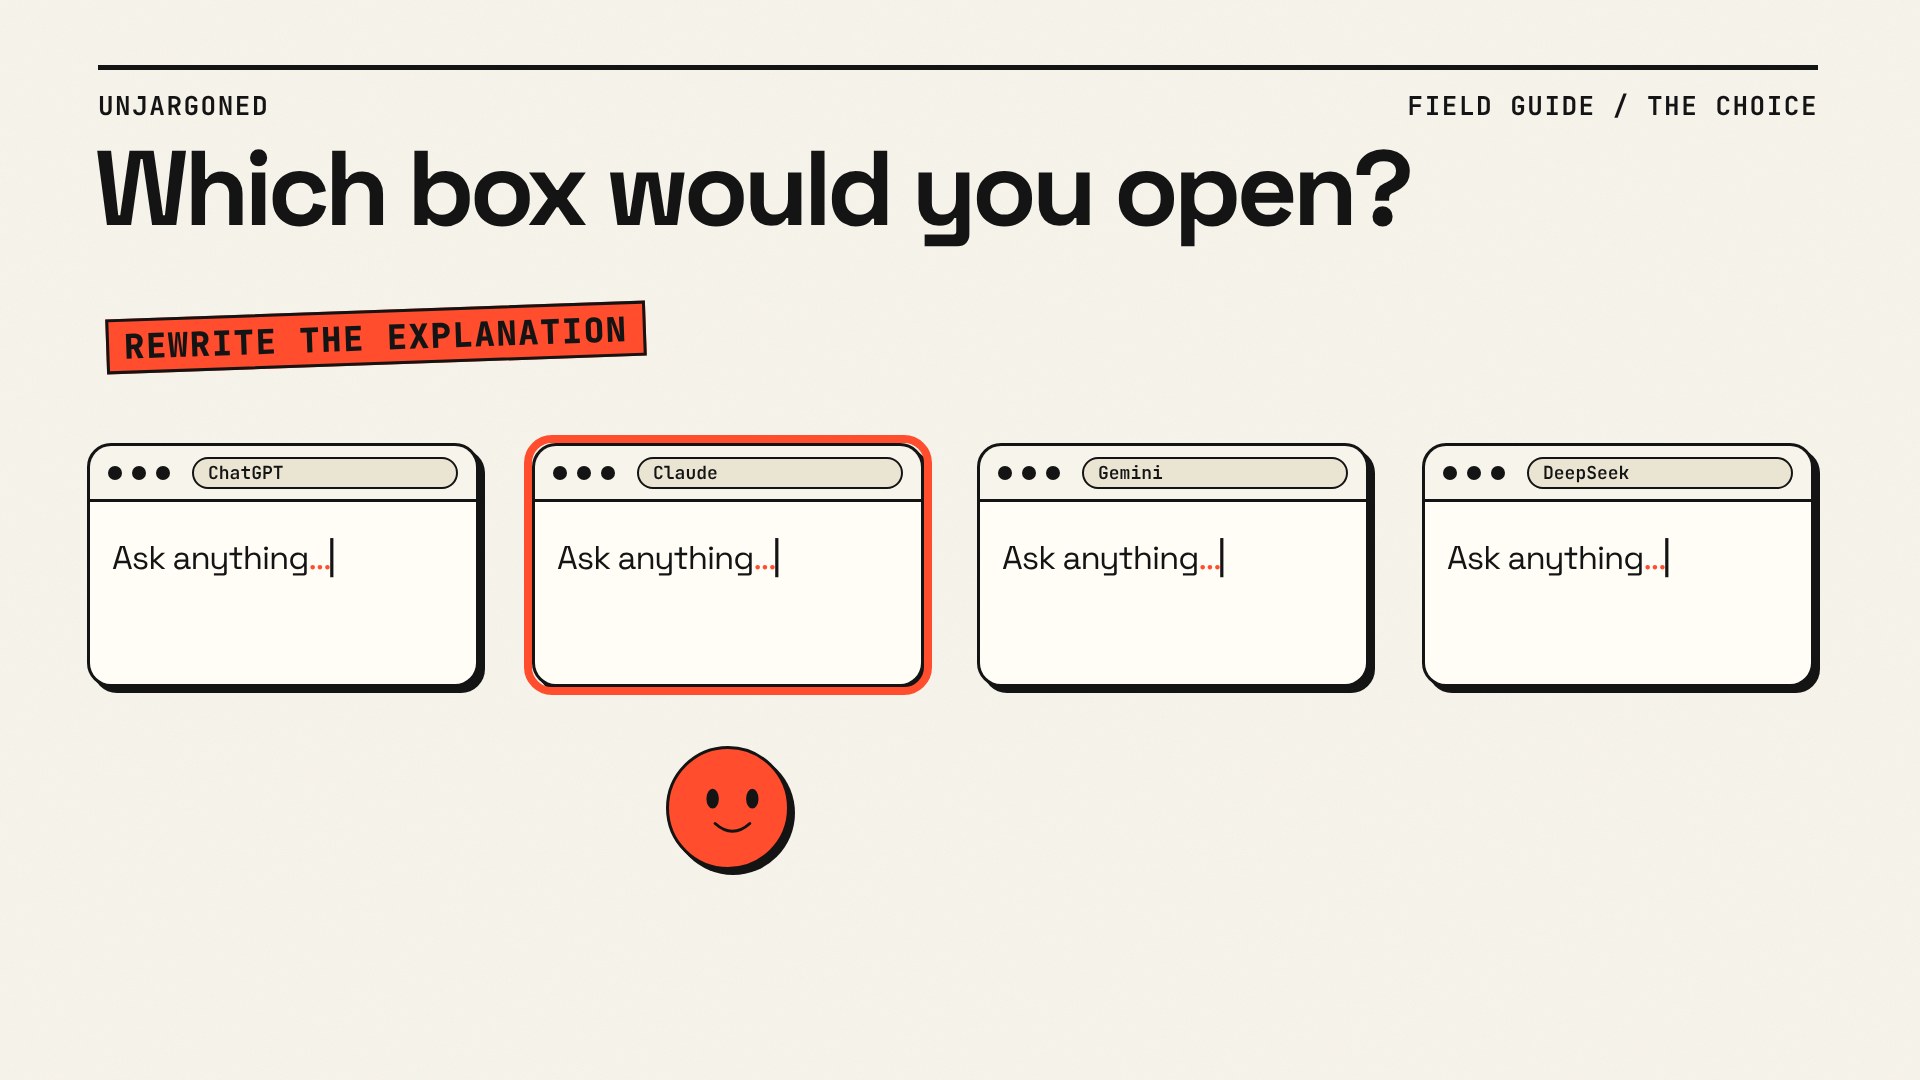 UNJARGONED
FIELD GUIDE / THE CHOICE
Which box would you open?
REWRITE THE EXPLANATION
ChatGPT
Ask anything...
Claude
Ask anything...
Gemini
Ask anything...
DeepSeek
Ask anything...